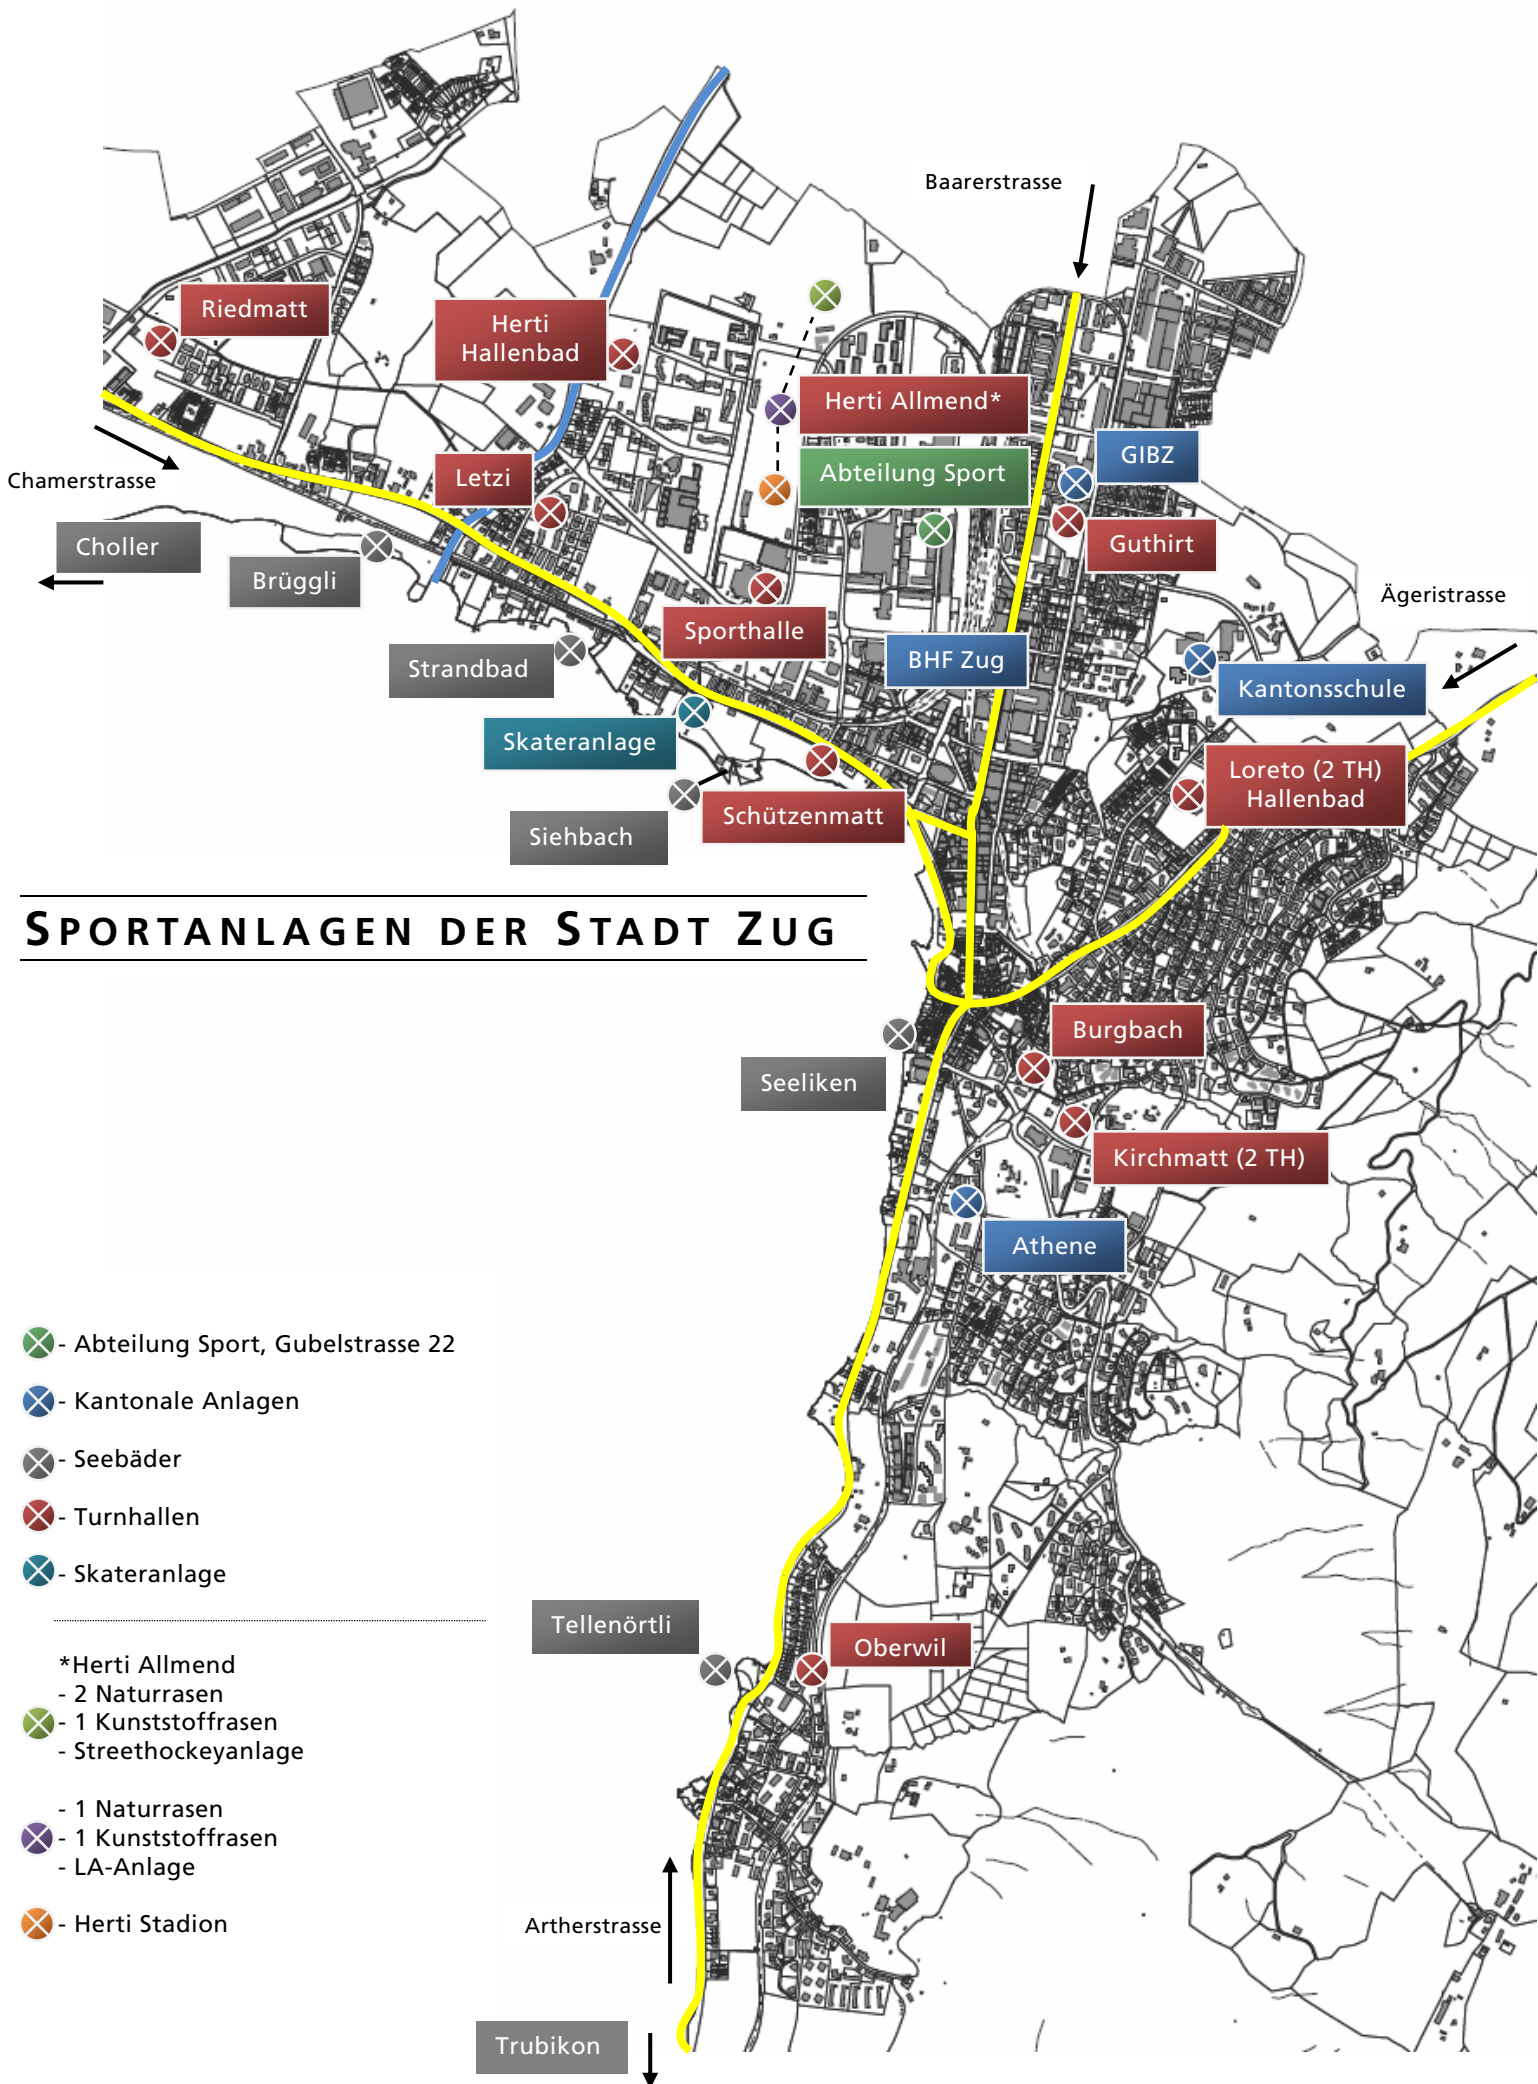 Baarerstrasse
Riedmatt
Herti
Hallenbad
Herti Allmend*
GIBZ
Abteilung Sport
Letzi
Chamerstrasse
Choller
Brüggli
Guthirt
Ägeristrasse
Sporthalle
Strandbad
BHF Zug
Kantonsschule
Skateranlage
Loreto (2 TH)
Hallenbad
Schützenmatt
Siehbach
SPORTANLAGEN DER STADT ZUG
Burgbach
Seeliken
Kirchmatt (2 TH)
Athene
- Abteilung Sport, Gubelstrasse 22
- Kantonale Anlagen
- Seebäder
- Turnhallen
- Skateranlage
Tellenörtli
Oberwil
*Herti Allmend
- 2 Naturrasen
- 1 Kunststoffrasen
- Streethockeyanlage
- 1 Naturrasen
- 1 Kunststoffrasen
- LA-Anlage
- Herti Stadion
Artherstrasse
Trubikon